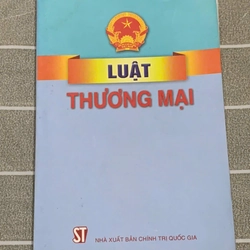 LUẬT
THƯƠNG MẠI
ST
NHÀ XUẤT BẢN CHÍNH TRỊ QUỐC GIA